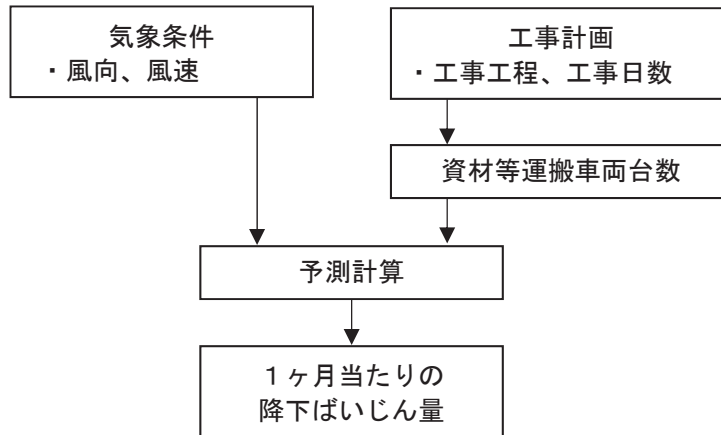 気象条件
・風向、風速
工事計画
・工事工程、工事日数
資材等運搬車両台数
予測計算
１ヶ月当たりの
降下ばいじん量